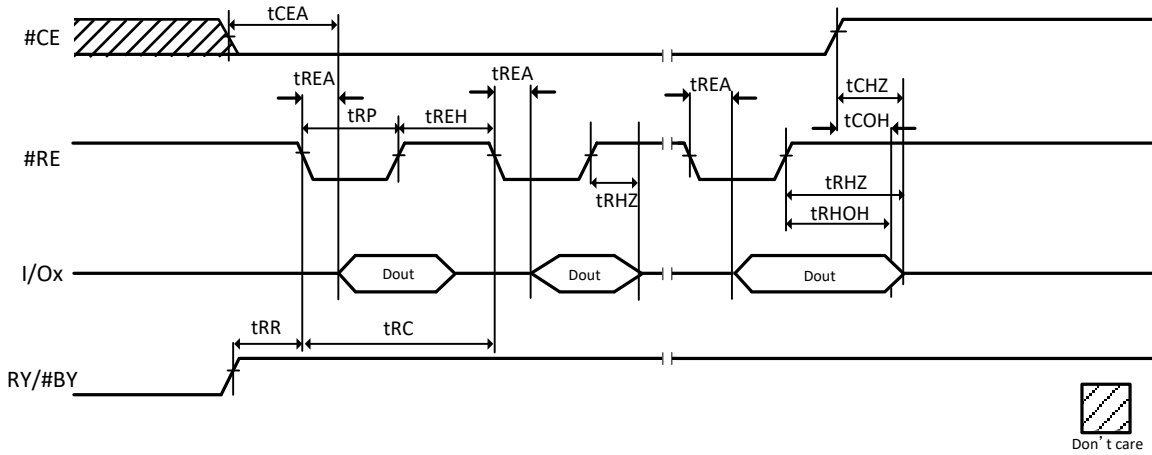 tCEA
#CE
tREA
tREA
tREA
tCHZ
tRP
tREH
tCOH
#RE
tRHZ
tRHZ
tRHOH
I/Ox
Dout
Dout
Dout
tRR
tRC
RY/#BY
Don't care